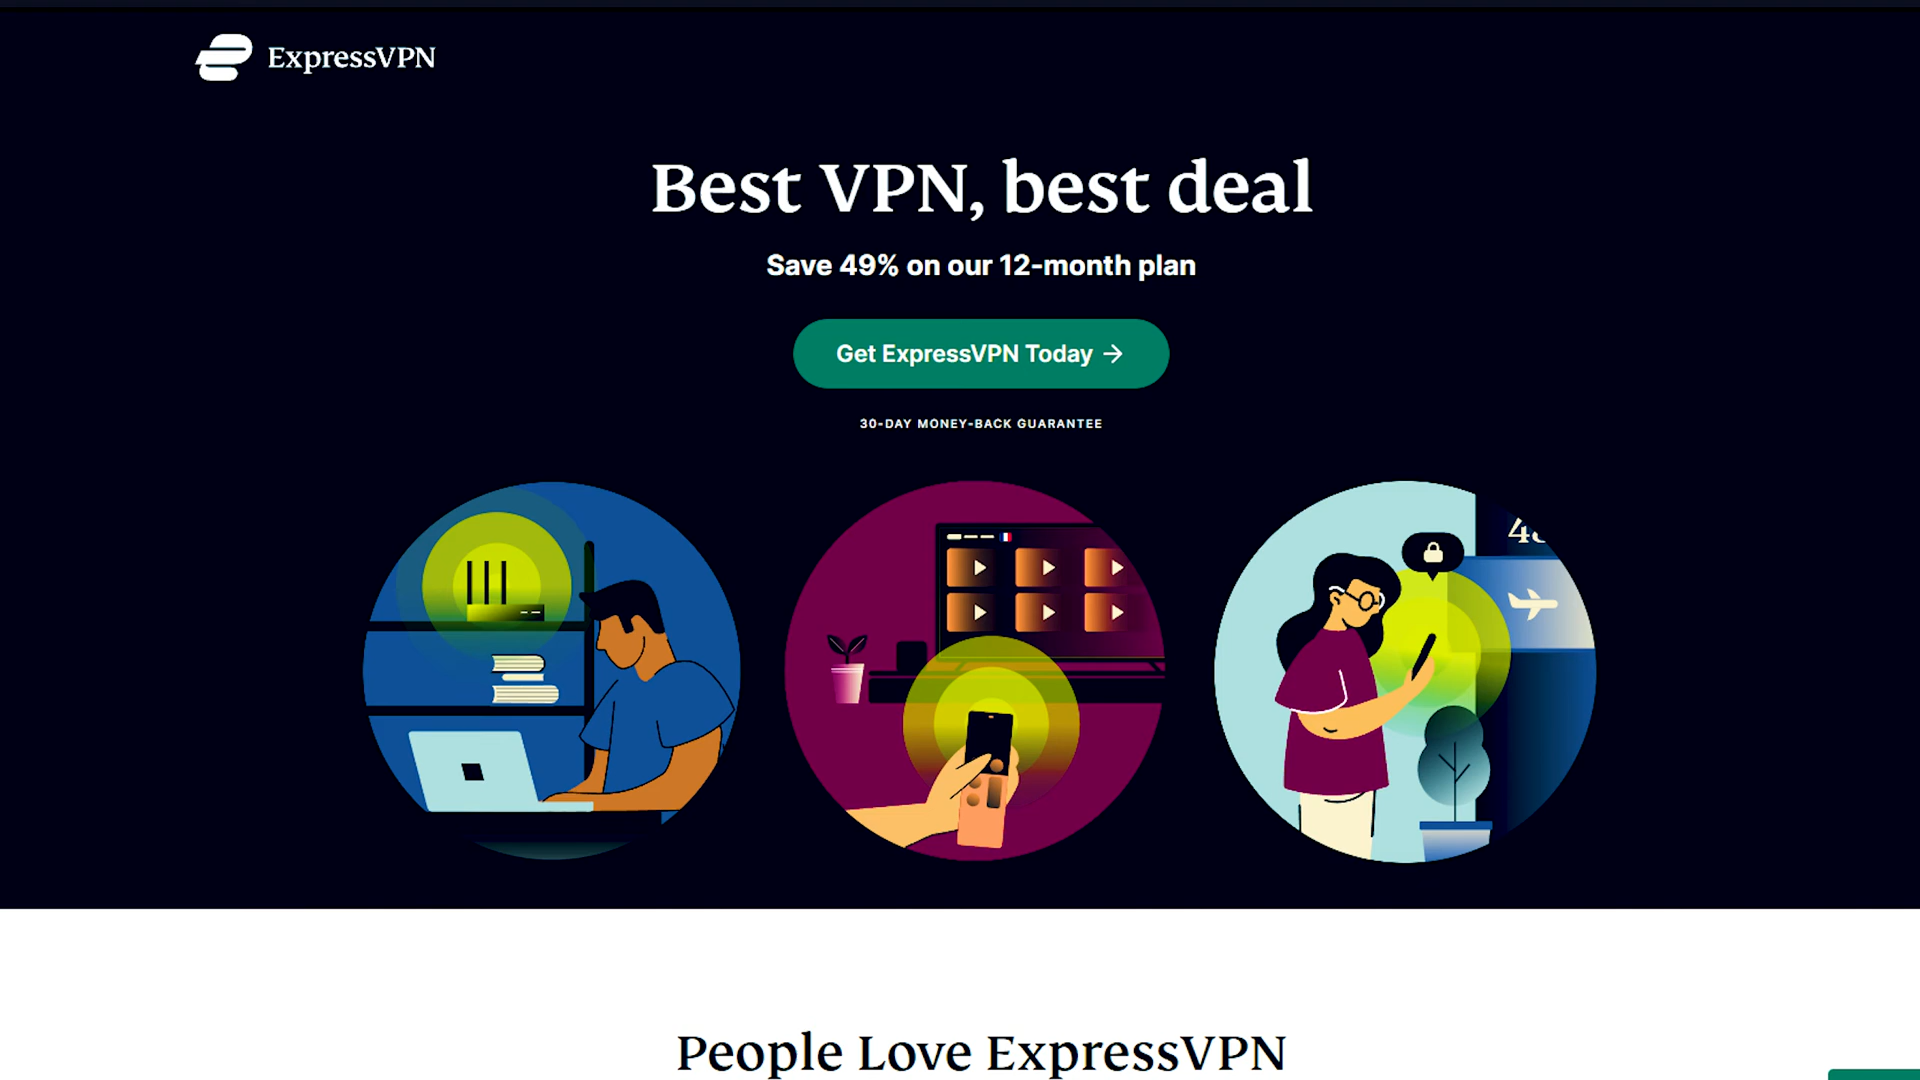 ExpressVPN
Best VPN, best deal
Save 49% on our 12-month plan
Get ExpressVPN Today →
30-DAY MONEY-BACK GUARANTEE
People Love ExpressVPN